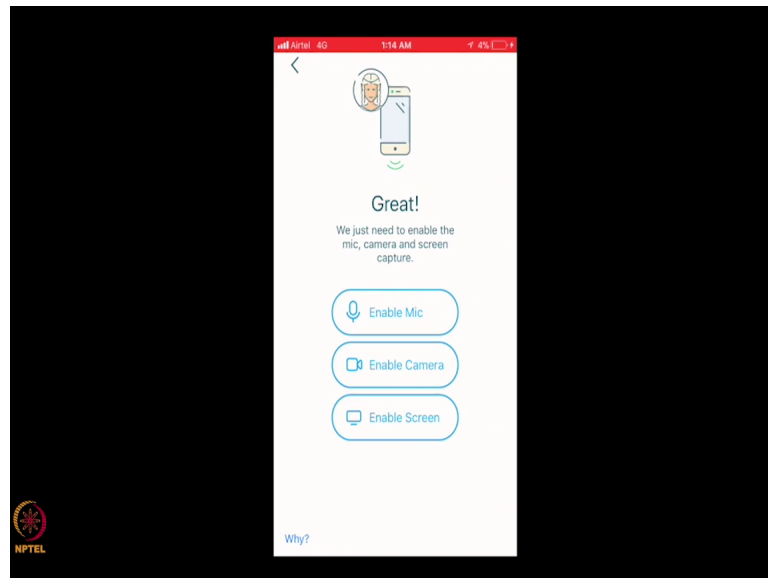 Airtel 4G 1:14 AM 4%
Great!
We just need to enable the
mic, camera and screen
capture.
Enable Mic
Enable Camera
Enable Screen
Why?
NPTEL